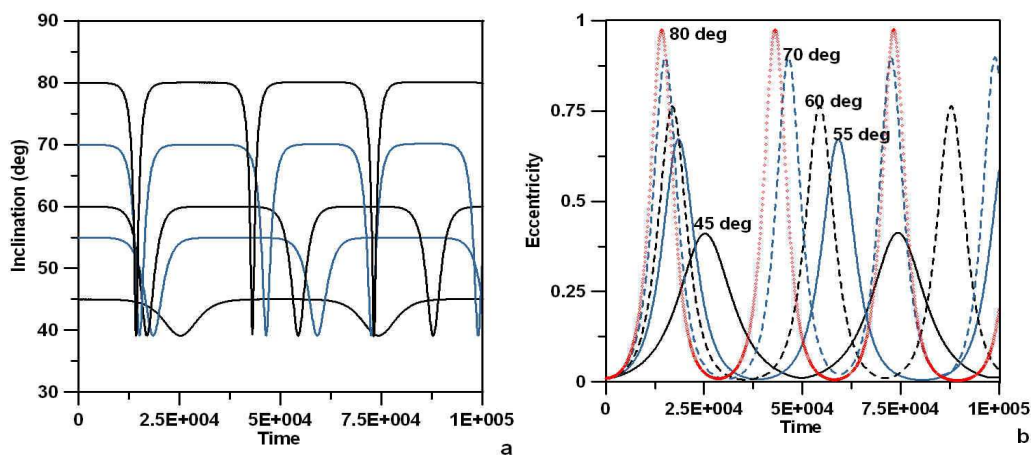 90
80
70
60
50
40
30
Inclination (deg)
0
2.5E+004
5E+004
7.5E+004
1E+005
Time
a
1
0.75
0.5
0.25
0
Ecccentricity
80 deg
70 deg
60 deg
55 deg
45 deg
0
2.5E+004
5E+004
7.5E+004
1E+005
Time
b